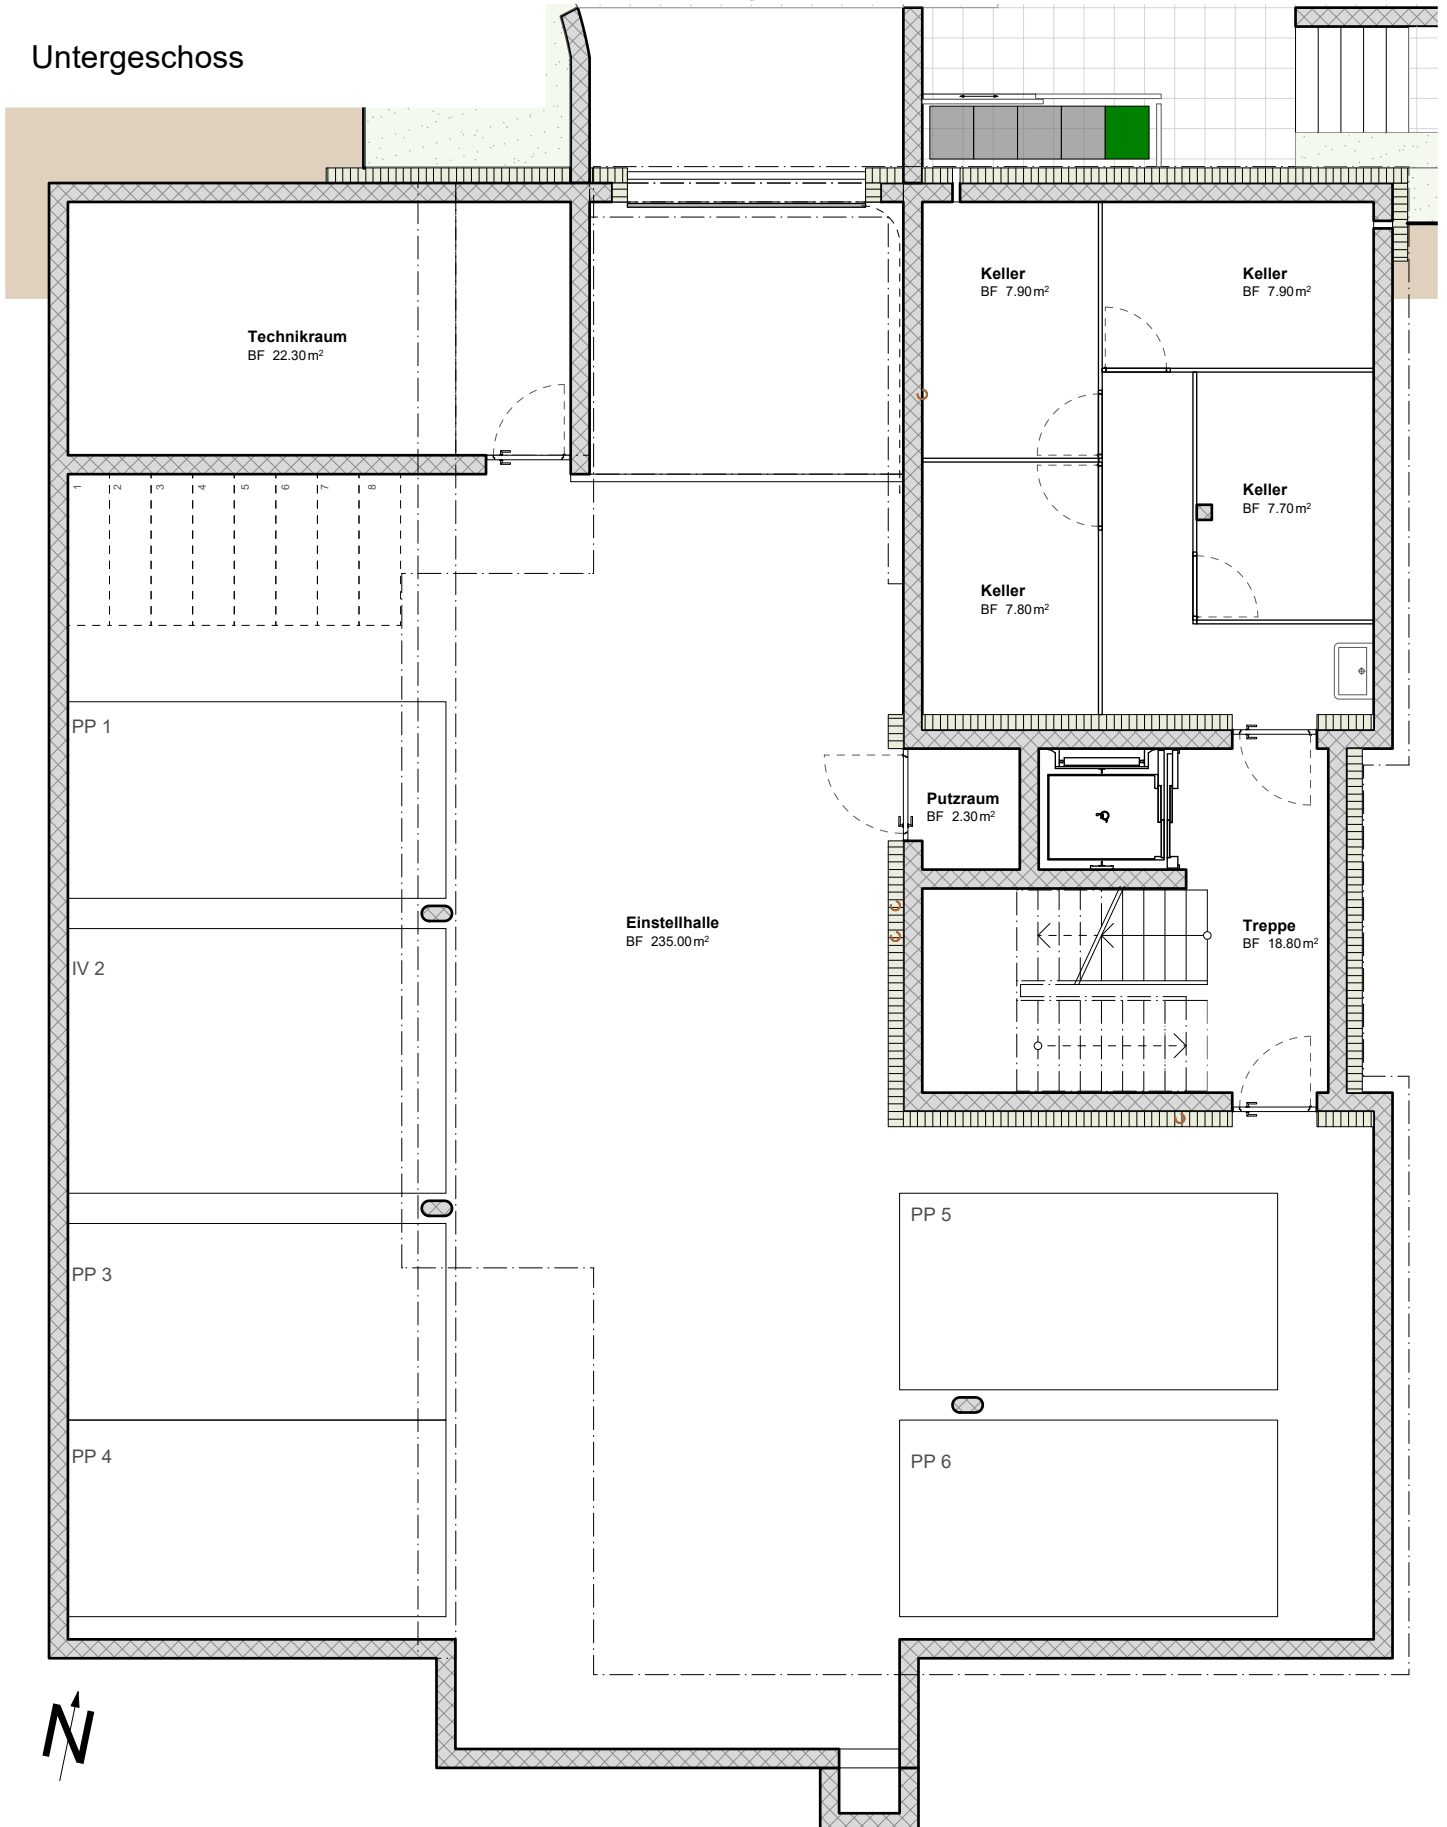 Untergeschoss
Keller
BF 7.90m²
Keller
BF 7.90m²
Technikraum
BF 22.30m²
1
2
3
4
5
6
7
8
Keller
BF 7.70m²
Keller
BF 7.80m²
PP 1
Putzraum
BF 2.30m²
Einstellhalle
BF 235.00m²
Treppe
BF 18.80m²
IV 2
PP 5
PP 3
PP 4
PP 6
N